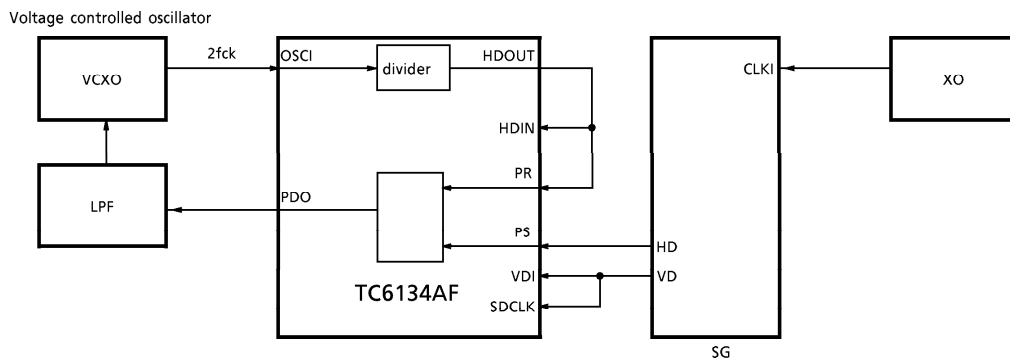 Voltage controlled oscillator
VCXO
2fck
OSCI
divider
HDOUT
CLKI
XO
HDIN
PR
LPF
PDO
PS
HD
VDI
VD
TC6134AF
SDCLK
SG